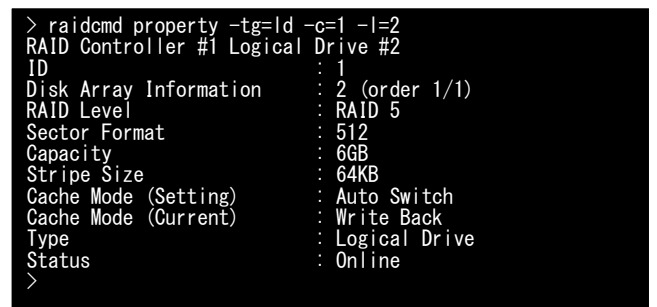 > raidcmd property -tg=ld -c=1 -l=2
RAID Controller #1 Logical Drive #2
ID : 1
Disk Array Information : 2 (order 1/1)
RAID Level : RAID 5
Sector Format : 512
Capacity : 6GB
Stripe Size : 64KB
Cache Mode (Setting) : Auto Switch
Cache Mode (Current) : Write Back
Type : Logical Drive
Status : Online
>